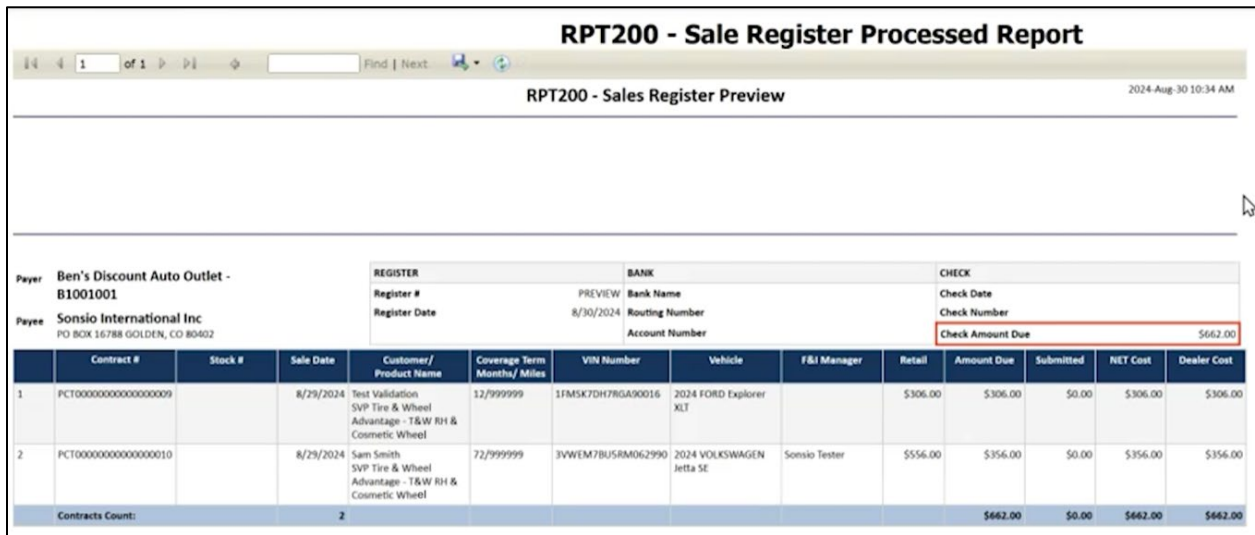 RPT200 - Sale Register Processed Report
1 of 1 Find | Next
RPT200 - Sales Register Preview 2024-Aug-30 10:34 AM
Payer Ben's Discount Auto Outlet - B1001001
Payee Sonsio International Inc
PO BOX 16788 GOLDEN, CO 80402
REGISTER BANK CHECK
Register # PREVIEW Bank Name Check Date
Register Date 8/30/2024 Routing Number Check Number
Account Number Check Amount Due $662.00
Contract # Stock # Sale Date Customer/ Product Name Coverage Term Months/ Miles VIN Number Vehicle F&I Manager Retail Amount Due Submitted NET Cost Dealer Cost
1 PCT00000000000000009 8/29/2024 Test Validation 12/999999 1FMSK7DH7RGA90016 2024 FORD Explorer $306.00 $306.00 $0.00 $306.00 $306.00
SVP Tire & Wheel XLT
Advantage - T&W RH &
Cosmetic Wheel
2 PCT00000000000000010 8/29/2024 Sam Smith 72/999999 3VWEM7BU5RM062990 2024 VOLKSWAGEN Sonsio Tester $556.00 $356.00 $0.00 $356.00 $356.00
SVP Tire & Wheel Jetta SE
Advantage - T&W RH &
Cosmetic Wheel
Contracts Count: 2 $662.00 $0.00 $662.00 $662.00